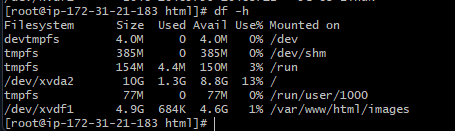 [root@ip-172-31-21-183 html]# df -h
Filesystem      Size  Used Avail Use% Mounted on
devtmpfs        4.0M     0  4.0M   0% /dev
tmpfs           385M     0  385M   0% /dev/shm
tmpfs           154M  4.4M  150M   3% /run
/dev/xvda2       10G  1.3G  8.8G  13% /
tmpfs            77M     0   77M   0% /run/user/1000
/dev/xvdf1      4.9G  684K  4.6G   1% /var/www/html/images
[root@ip-172-31-21-183 html]#